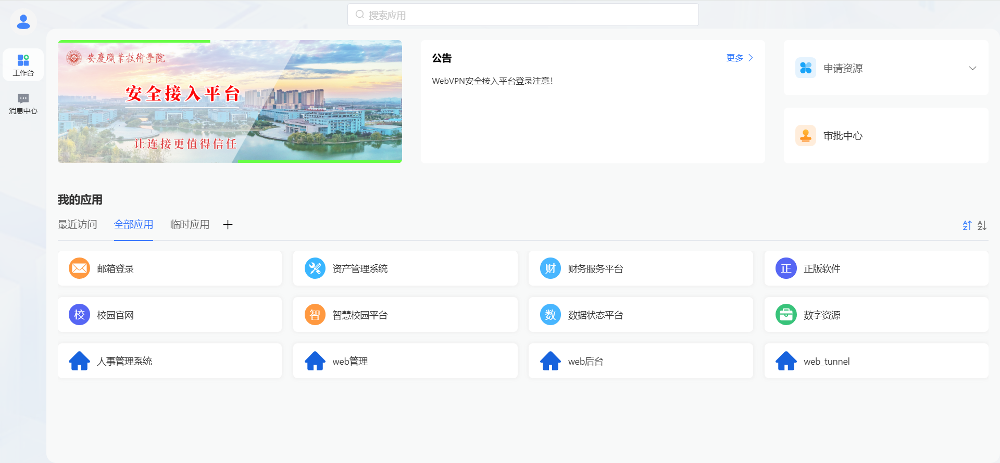 搜索应用
工作台
消息中心
安慶職業技術學院
安全接入平台
让连接更值得信任
公告
更多
WebVPN安全接入平台登录注意!
申请资源
审批中心
我的应用
最近访问
全部应用
临时应用
邮箱登录
资产管理系统
财 财务服务平台
正 正版软件
校 校园官网
智 智慧校园平台
数 数据状态平台
数字资源
人事管理系统
web管理
web后台
web_tunnel